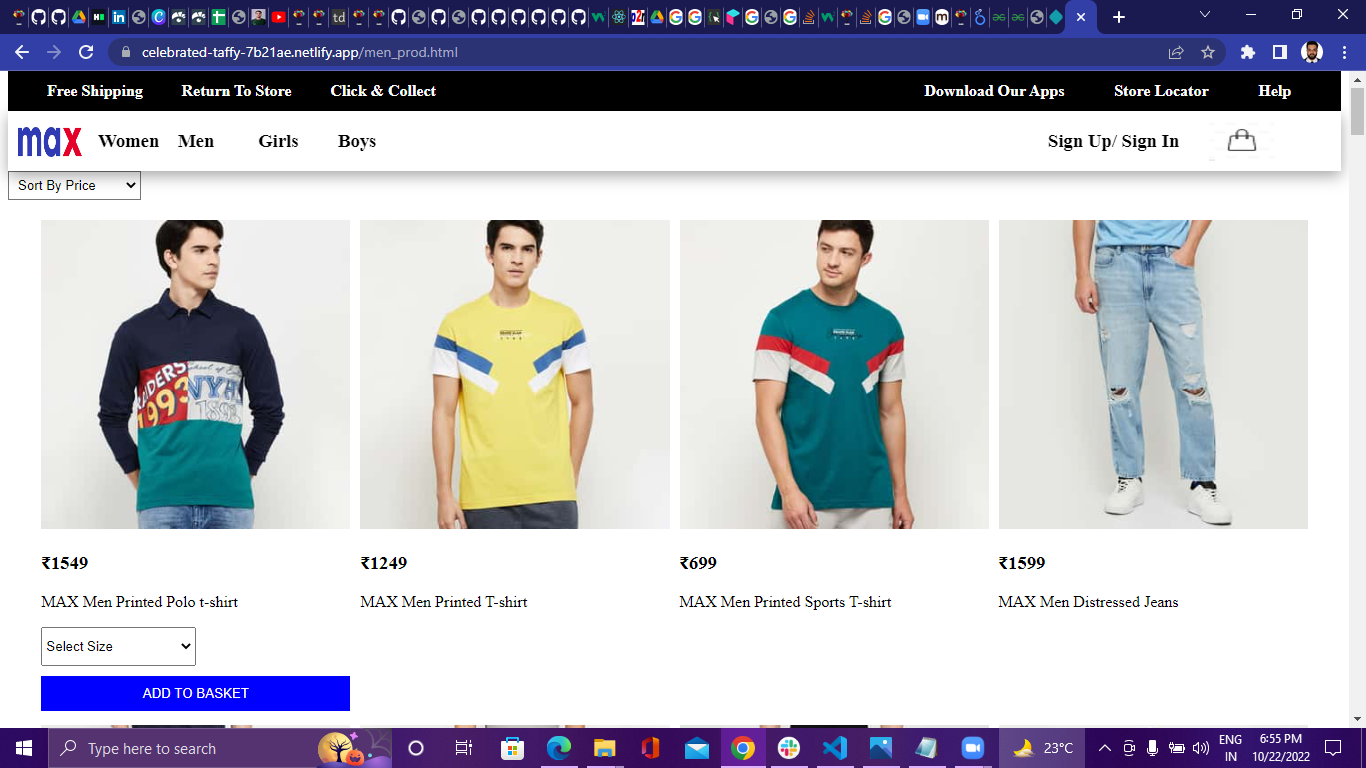 celebrated-taffy-7b21ae.netlify.app/men_prod.html
Free Shipping Return To Store Click & Collect Download Our Apps Store Locator Help
max Women Men Girls Boys Sign Up/ Sign In
Sort By Price
₹1549 ₹1249 ₹699 ₹1599
MAX Men Printed Polo t-shirt MAX Men Printed T-shirt MAX Men Printed Sports T-shirt MAX Men Distressed Jeans
Select Size
ADD TO BASKET
Type here to search 23°C ENG 6:55 PM
IN 10/22/2022